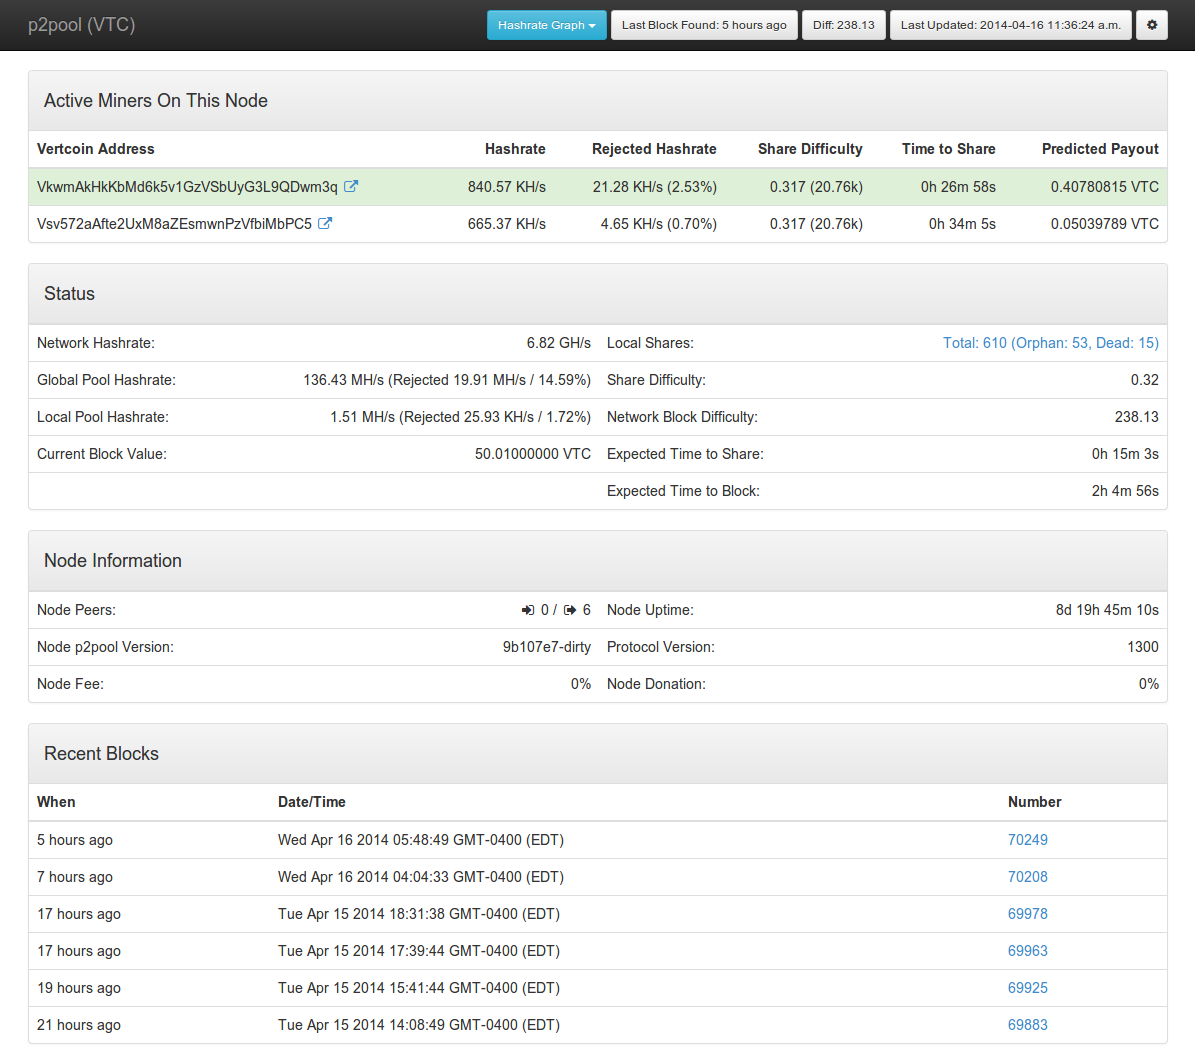 p2pool (VTC) Hashrate Graph Last Block Found: 5 hours ago Diff: 238.13 Last Updated: 2014-04-16 11:36:24 a.m.
Active Miners On This Node
Vertcoin Address Hashrate Rejected Hashrate Share Difficulty Time to Share Predicted Payout
VkwmAkHkKbMd6k5v1GzVSbUyG3L9QDwm3q 840.57 KH/s 21.28 KH/s (2.53%) 0.317 (20.76k) 0h 26m 58s 0.40780815 VTC
Vsv572aAfte2UxM8aZEsmwnPzVfbiMbPC5 665.37 KH/s 4.65 KH/s (0.70%) 0.317 (20.76k) 0h 34m 5s 0.05039789 VTC
Status
Network Hashrate: 6.82 GH/s Local Shares: Total: 610 (Orphan: 53, Dead: 15)
Global Pool Hashrate: 136.43 MH/s (Rejected 19.91 MH/s / 14.59%) Share Difficulty: 0.32
Local Pool Hashrate: 1.51 MH/s (Rejected 25.93 KH/s / 1.72%) Network Block Difficulty: 238.13
Current Block Value: 50.01000000 VTC Expected Time to Share: 0h 15m 3s
Expected Time to Block: 2h 4m 56s
Node Information
Node Peers: 0 / 6 Node Uptime: 8d 19h 45m 10s
Node p2pool Version: 9b107e7-dirty Protocol Version: 1300
Node Fee: 0% Node Donation: 0%
Recent Blocks
When Date/Time Number
5 hours ago Wed Apr 16 2014 05:48:49 GMT-0400 (EDT) 70249
7 hours ago Wed Apr 16 2014 04:04:33 GMT-0400 (EDT) 70208
17 hours ago Tue Apr 15 2014 18:31:38 GMT-0400 (EDT) 69978
17 hours ago Tue Apr 15 2014 17:39:44 GMT-0400 (EDT) 69963
19 hours ago Tue Apr 15 2014 15:41:44 GMT-0400 (EDT) 69925
21 hours ago Tue Apr 15 2014 14:08:49 GMT-0400 (EDT) 69883